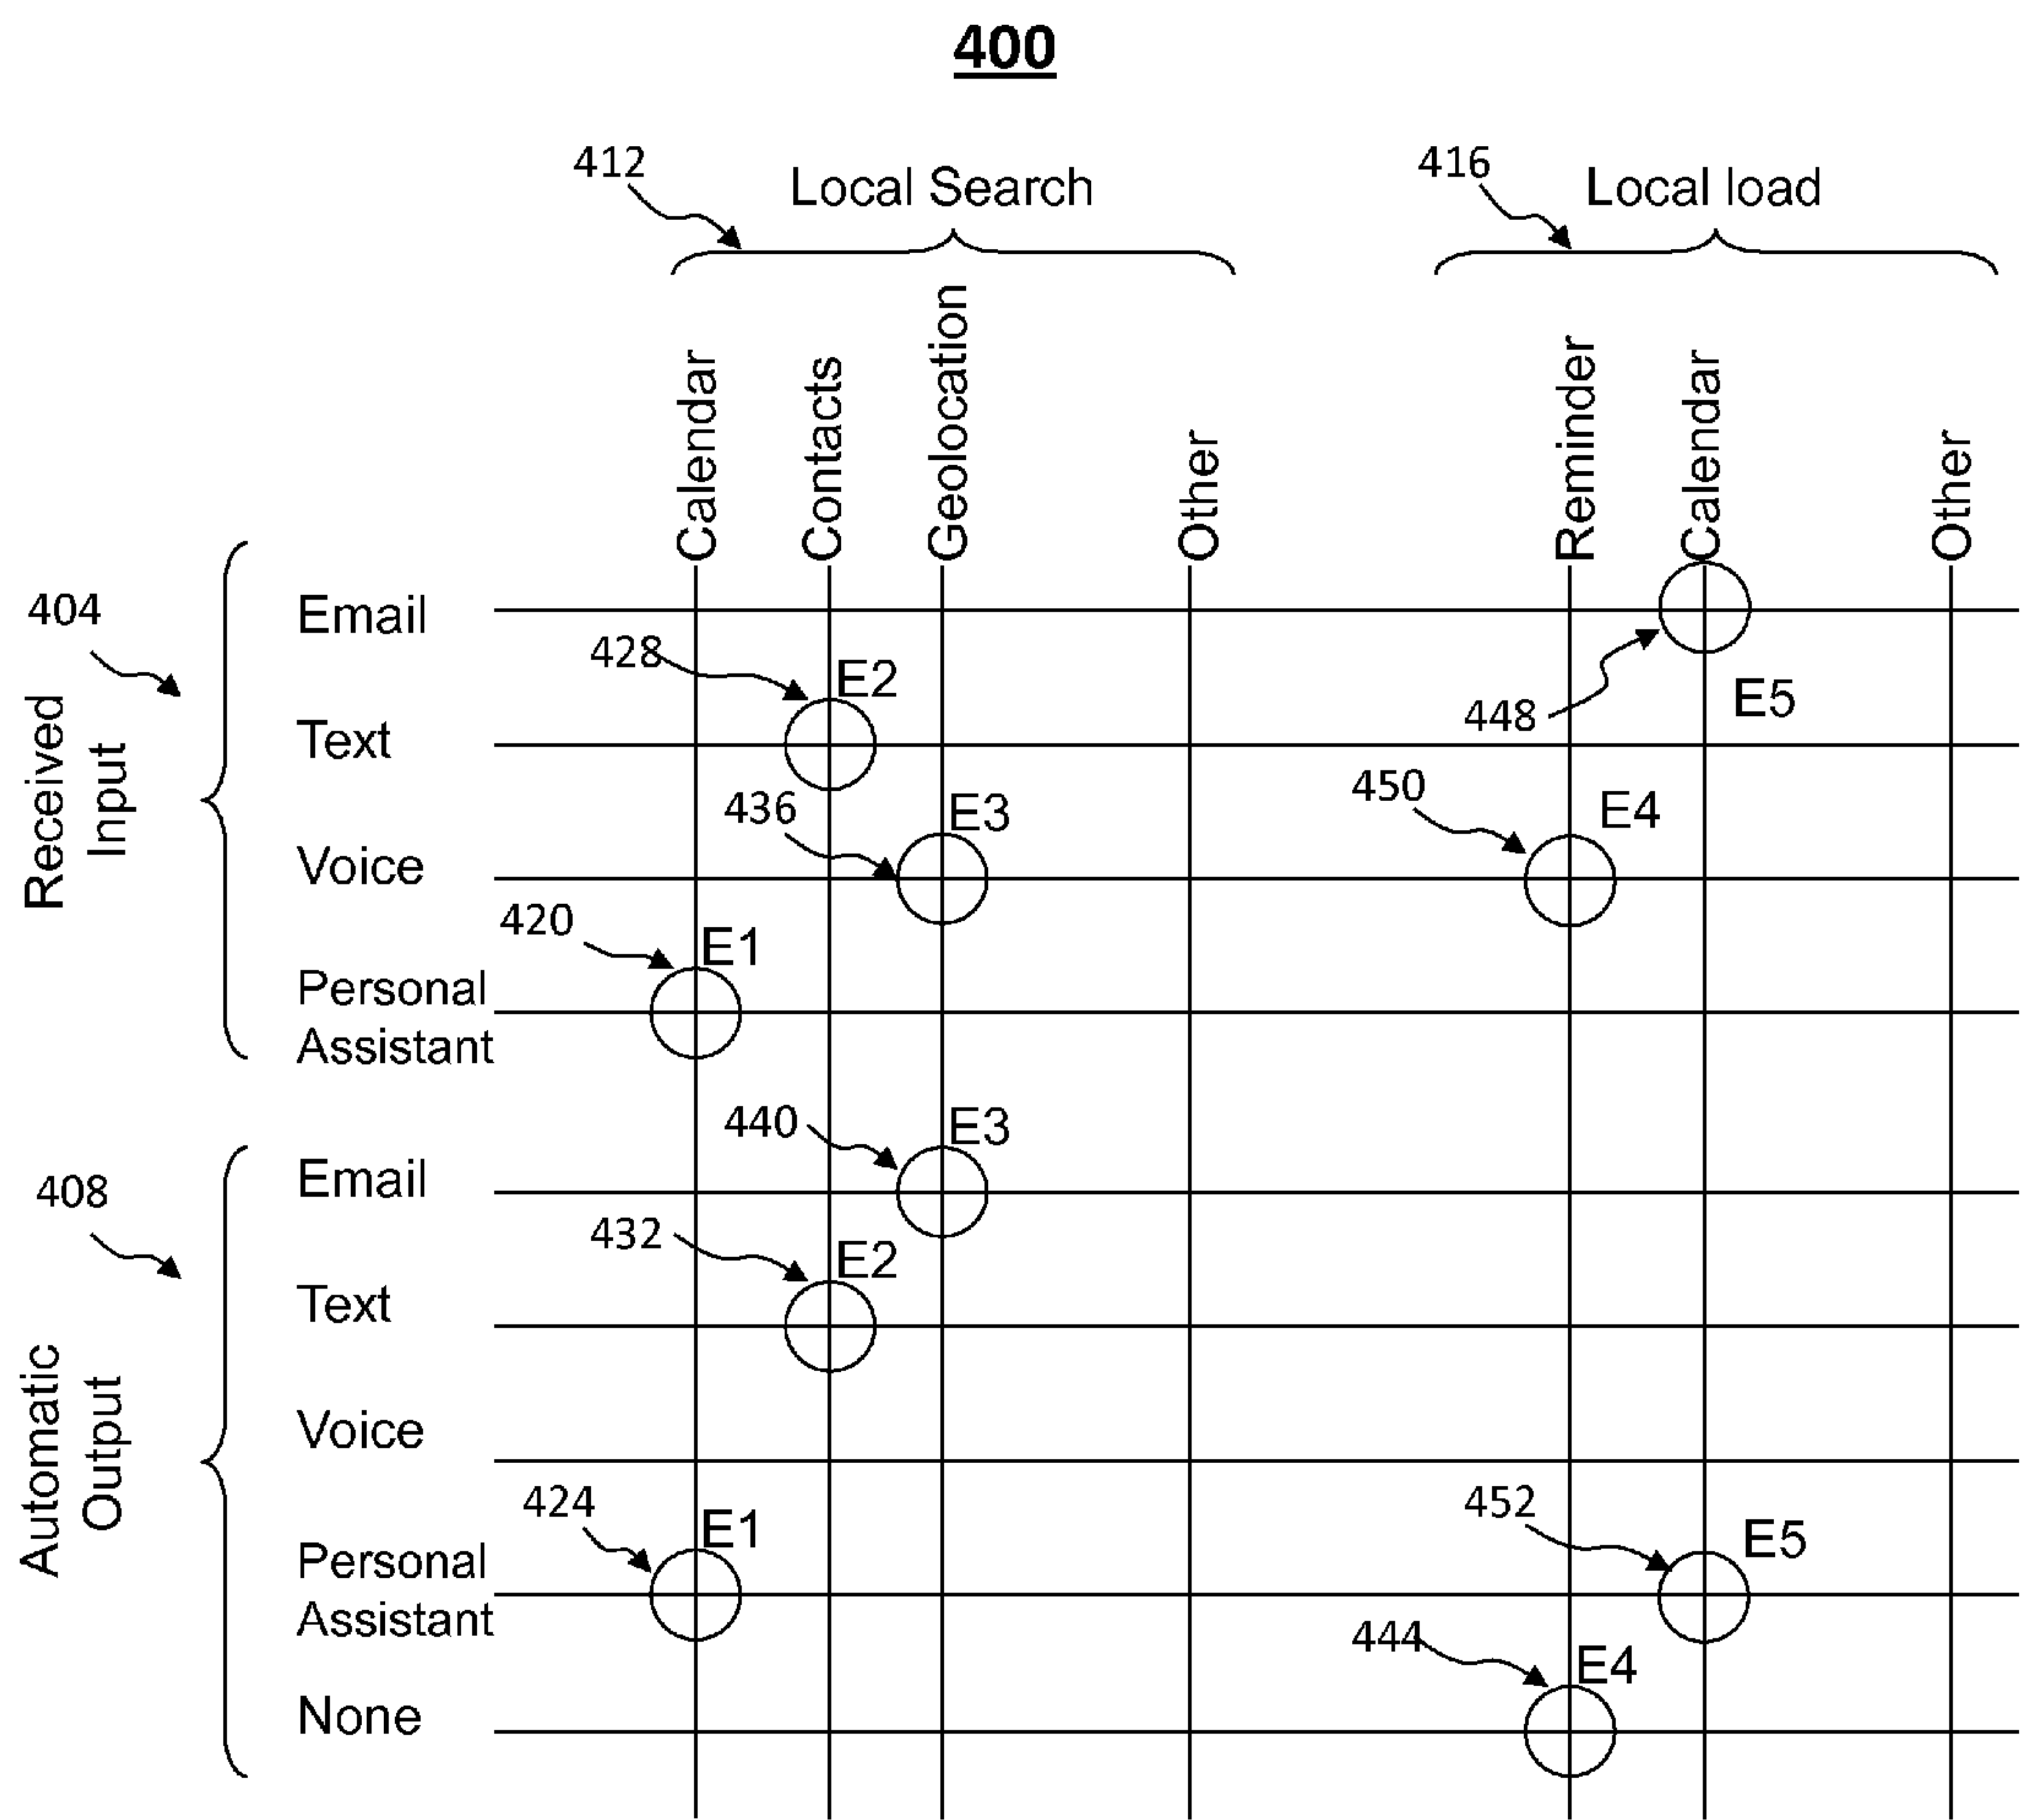 400
412
Local Search
416
Local load
Calendar
Contacts
Geolocation
Other
Reminder
Calendar
Other
404
Received
Input
Email
428
E2
448
E5
Text
436
E3
450
E4
Voice
420
E1
Personal
Assistant
408
Automatic
Output
440
E3
Email
432
E2
Text
Voice
424
E1
452
E5
Personal
Assistant
444
E4
None